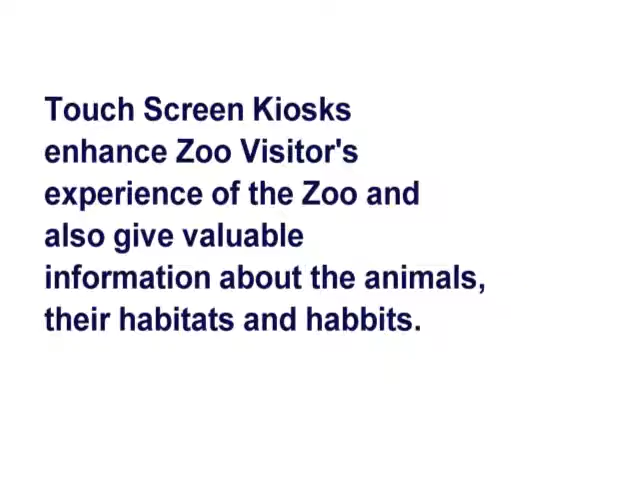 Touch Screen Kiosks
enhance Zoo Visitor's
experience of the Zoo and
also give valuable
information about the animals,
their habitats and habbits.